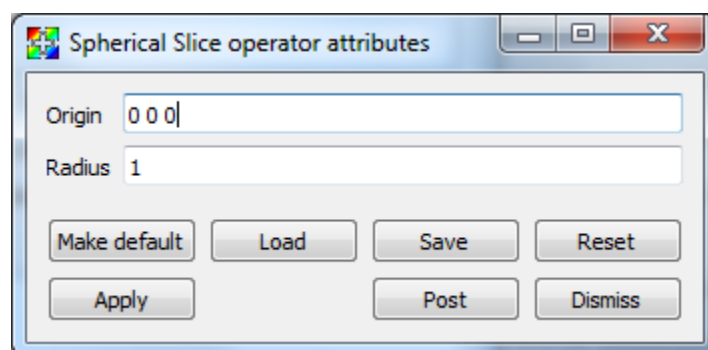 Spherical Slice operator attributes
Origin 0 0 0
Radius 1
Make default Load Save Reset
Apply Post Dismiss